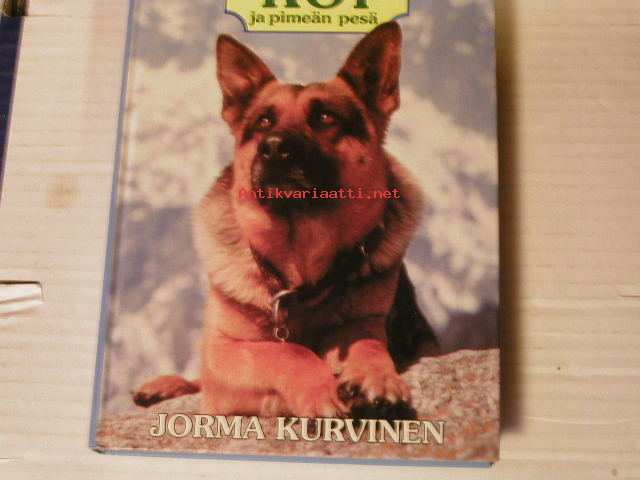 ja pimeän pesä
Antikvariaatti.net
JORMA KURVINEN